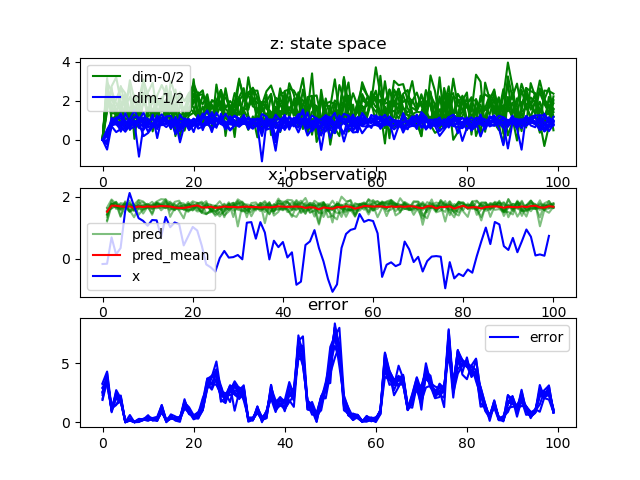 z: state space
4
2
0
dim-0/2
dim-1/2
0 20 40 60 80 100
x: observation
2
0
pred
pred_mean
x
0 20 40 60 80 100
error
5
0
error
0 20 40 60 80 100